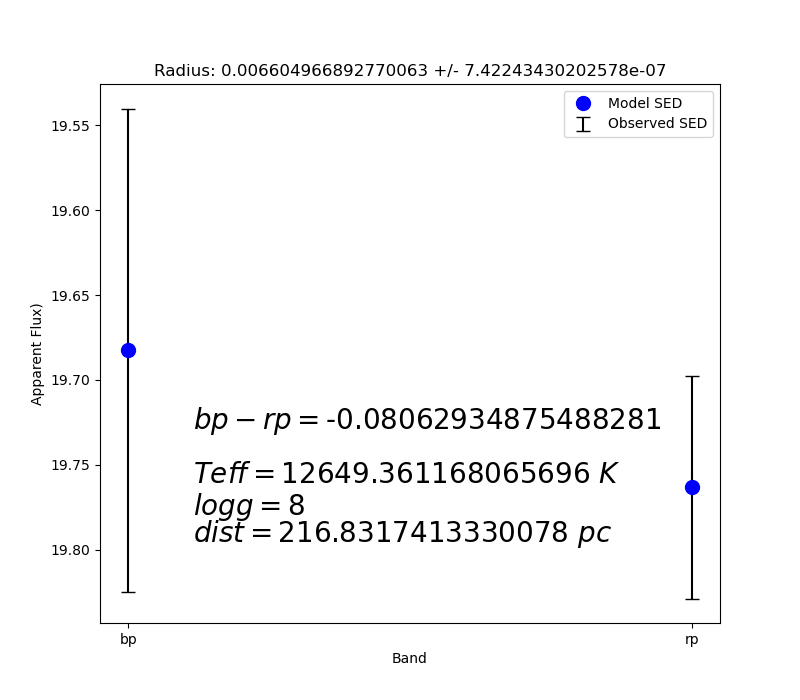 Radius: 0.006604966892770063 +/- 7.42243430202578e-07
Model SED
Observed SED
19.55
19.60
19.65
19.70
19.75
19.80
Apparent Flux)
bp − rp = -0.08062934875488281
Teff = 12649.361168065696 K
logg = 8
dist = 216.8317413330078 pc
bp
rp
Band